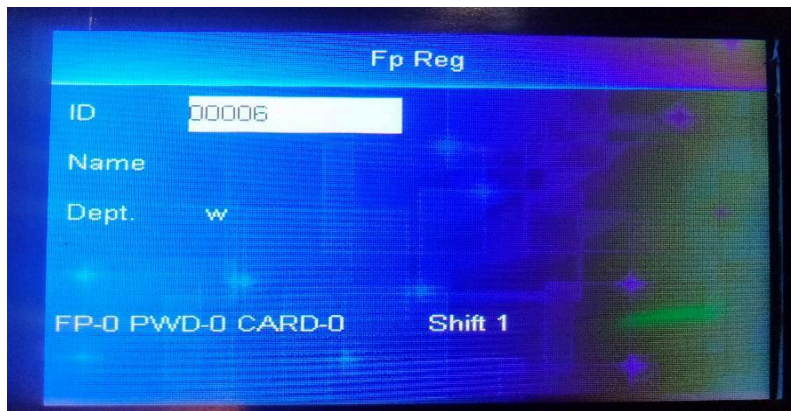 Fp Reg
ID 00006
Name
Dept. w
FP-0 PWD-0 CARD-0 Shift 1